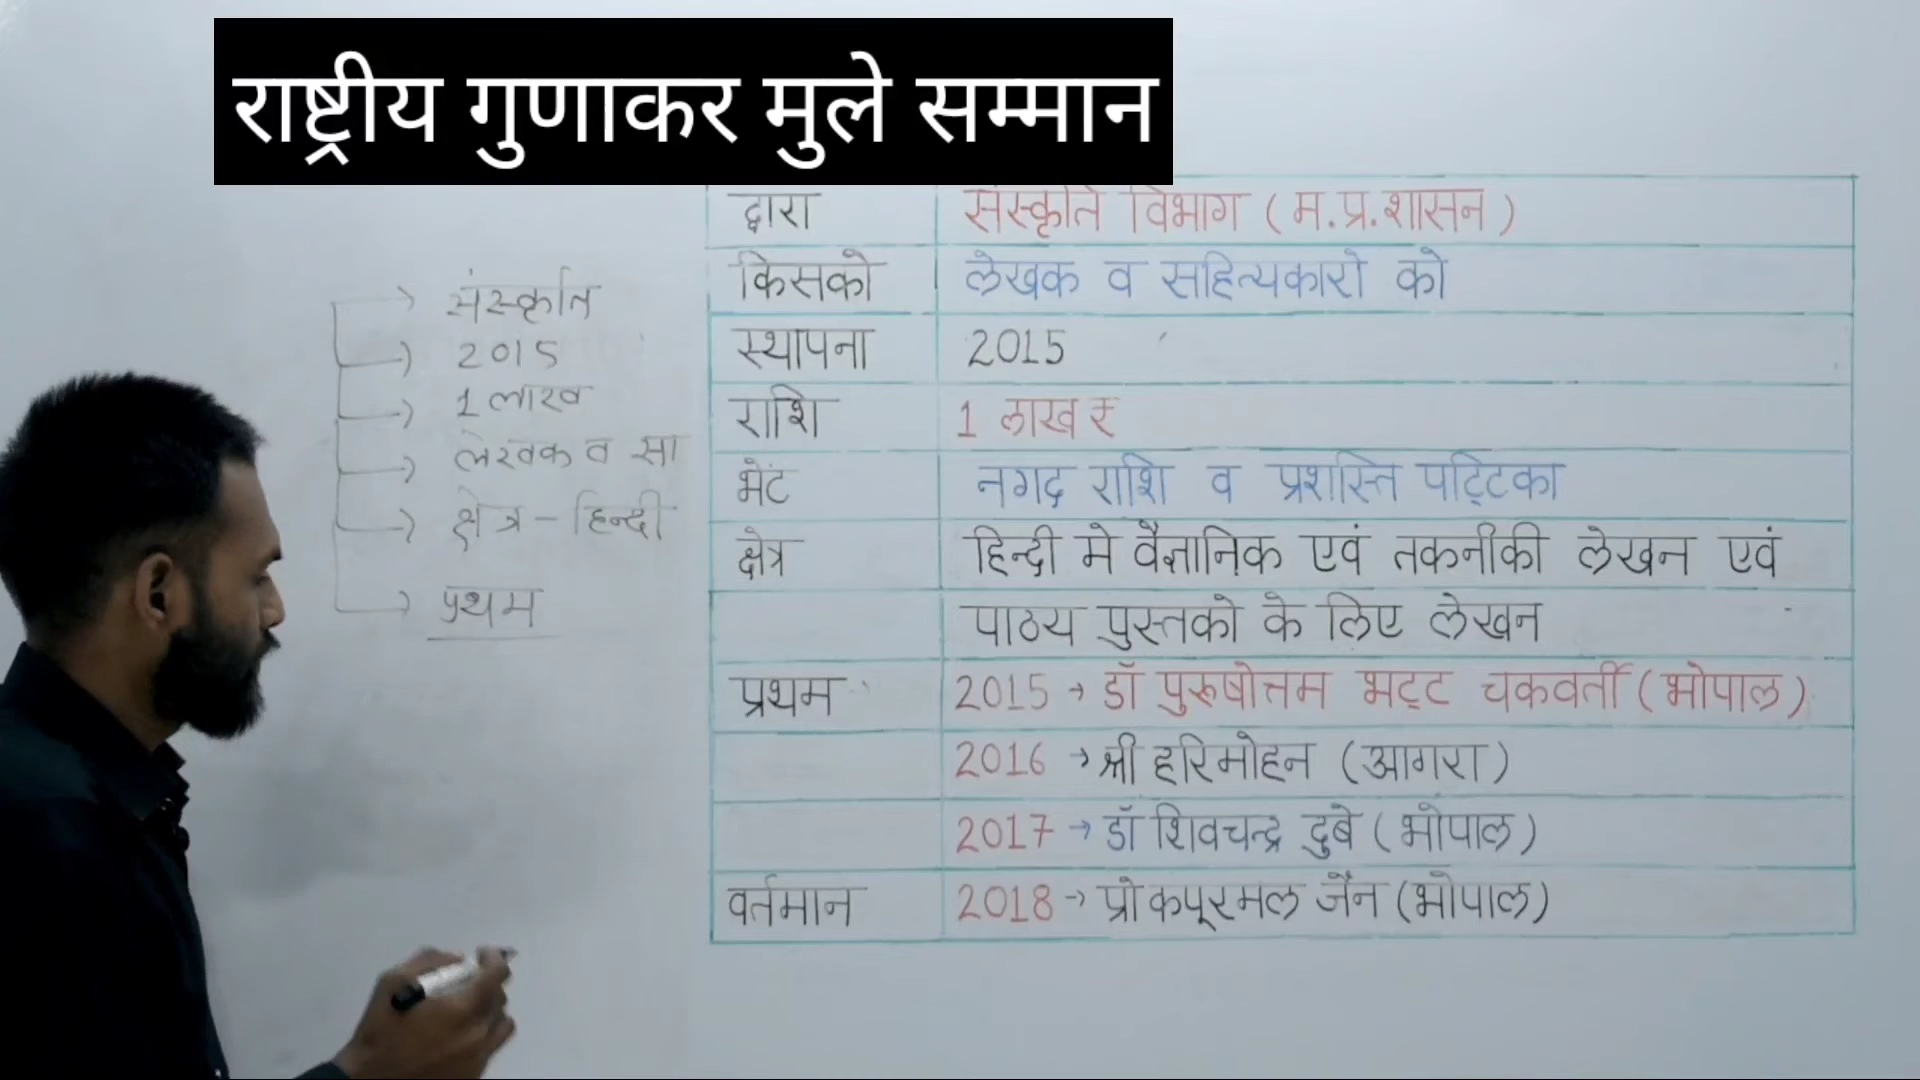 राष्ट्रीय गुणाकर मुले सम्मान
द्वारा संस्कृति विभाग (म.प्र.शासन)
किसको लेखक व सहित्यकारो को
स्थापना 2015
राशि 1 लाख ₹
भेंट नगद राशि व प्रशस्ति पट्टिका
क्षेत्र हिन्दी मे वैज्ञानिक एवं तकनीकी लेखन एवं
पाठय पुस्तको के लिए लेखन
प्रथम 2015 → डॉ पुरूषोत्तम भट्ट चकवर्ती (भोपाल)
2016 → श्री हरिमोहन (आगरा)
2017 → डॉ शिवचन्द्र दुबे (भोपाल)
वर्तमान 2018 → प्रो कपूरमल जैन (भोपाल)
→ संस्कृति
→ 2015
→ 1 लाख
→ लेखक व सा
→ क्षेत्र - हिन्दी
→ प्रथम